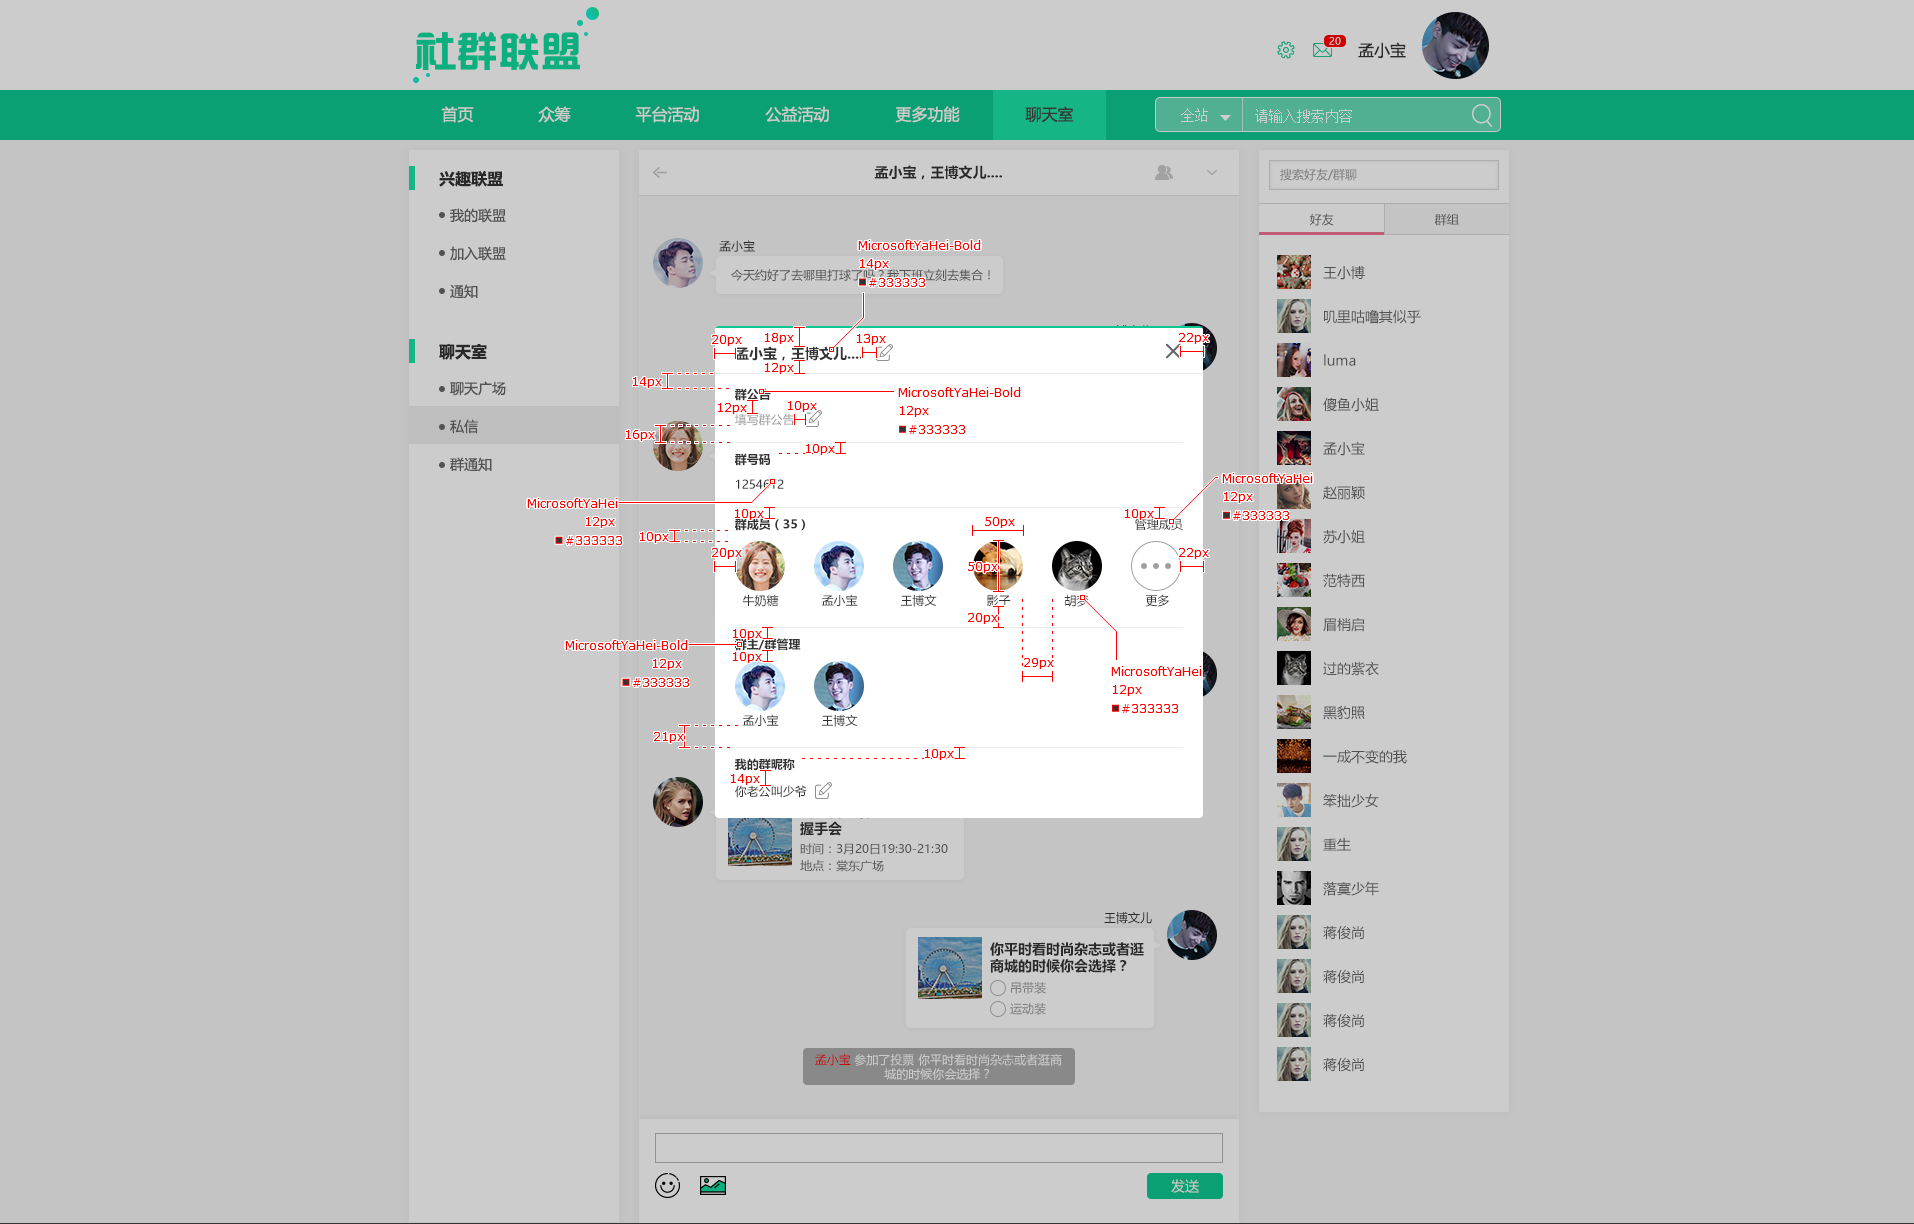 社群联盟
20
孟小宝
首页
众筹
平台活动
公益活动
更多功能
聊天室
全站
请输入搜索内容
兴趣联盟
我的联盟
加入联盟
通知
聊天室
聊天广场
私信
群通知
孟小宝，王博文儿....
孟小宝
今天约好了去哪里打球了吗？我下班立刻去集合！
MicrosoftYaHei-Bold
14px
#333333
20px
18px
13px
22px
孟小宝，王博文儿....
12px
14px
群公告
MicrosoftYaHei-Bold
12px
#333333
12px
10px
填写群公告
16px
10px
群号码
1254612
MicrosoftYaHei
12px
#333333
MicrosoftYaHei
12px
#333333
10px
10px
群成员（35）
50px
管理成员
10px
20px
50px
22px
牛奶糖
孟小宝
王博文
影子
更多
20px
10px
MicrosoftYaHei-Bold
12px
#333333
群主/群管理
10px
29px
MicrosoftYaHei
12px
#333333
孟小宝
王博文
21px
10px
我的群昵称
14px
你老公叫少爷
握手会
时间：3月20日19:30-21:30
地点：棠东广场
王博文儿
你平时看时尚杂志或者逛
商城的时候你会选择？
吊带装
运动装
孟小宝 参加了投票 你平时看时尚杂志或者逛商
城的时候你会选择？
发送
搜索好友/群聊
好友
群组
王小博
叽里咕噜其似乎
luma
傻鱼小姐
孟小宝
赵丽颖
苏小姐
范特西
眉梢启
过的紫衣
黑豹照
一成不变的我
笨拙少女
重生
落寞少年
蒋俊尚
蒋俊尚
蒋俊尚
蒋俊尚